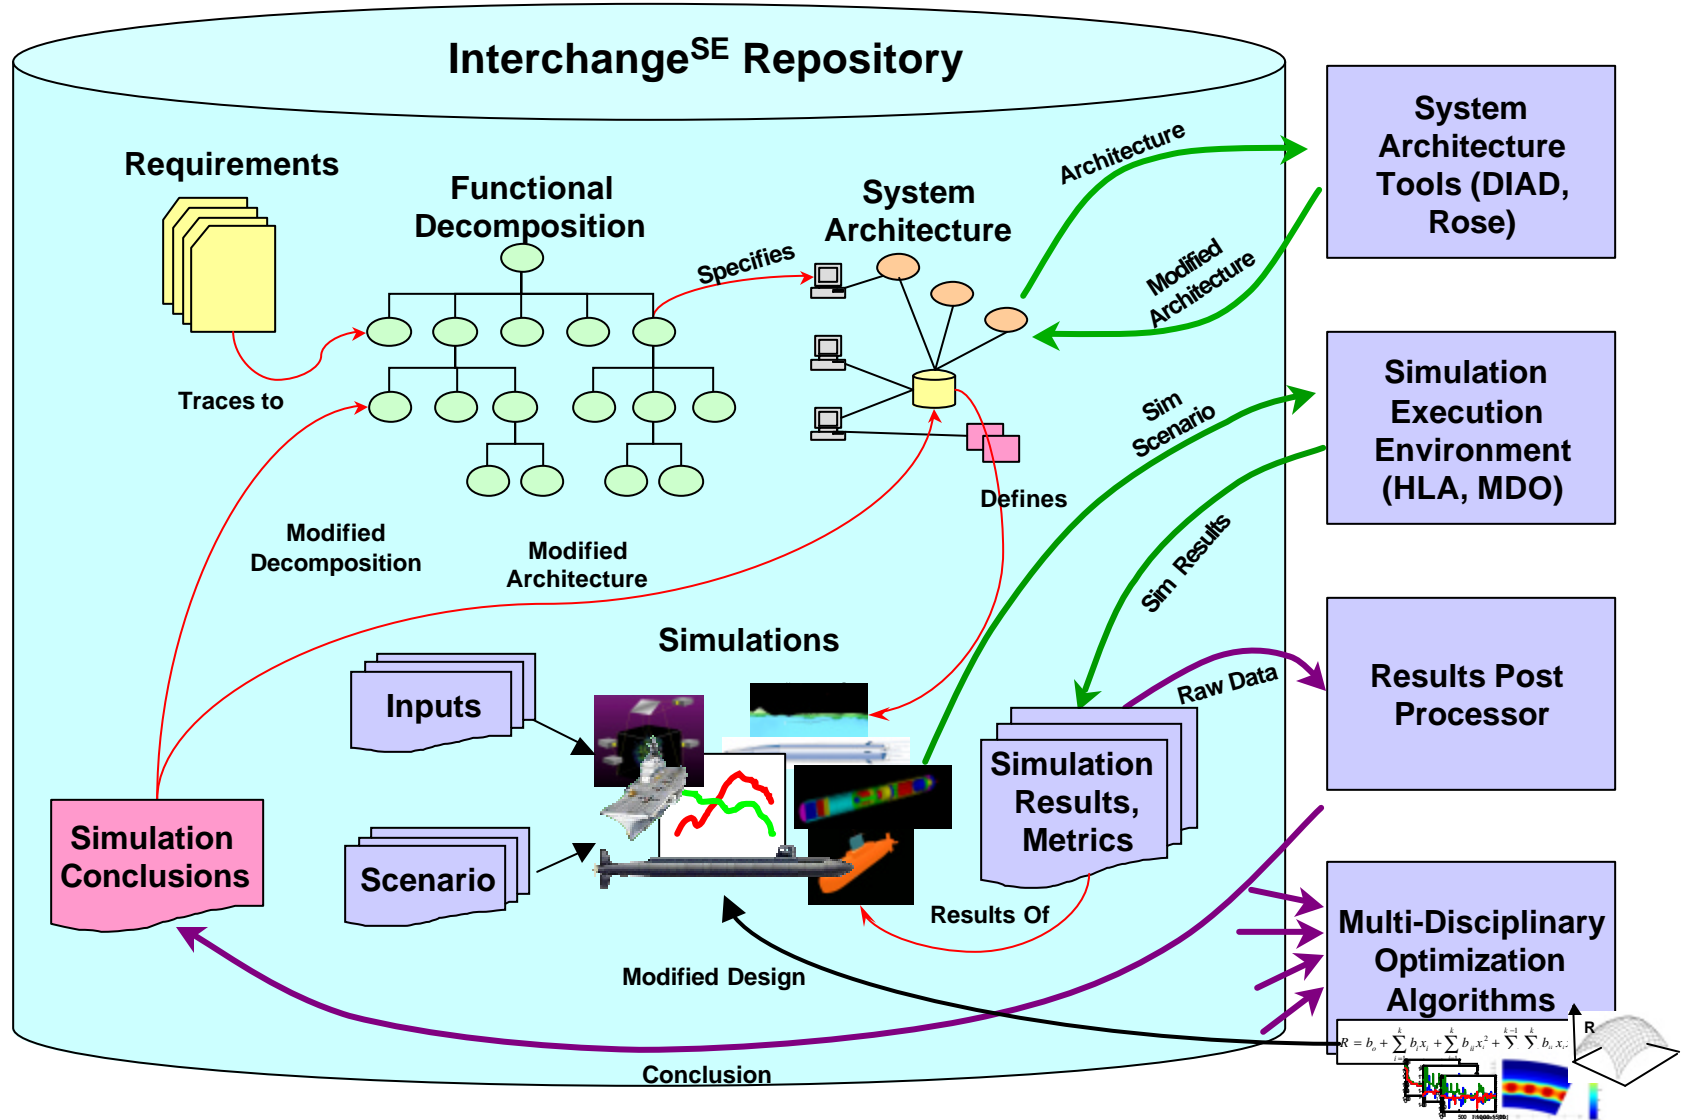 Interchange^SE Repository
Requirements
Functional
Decomposition
System
Architecture
Specifies
Traces to
Architecture
Modified
Architecture
System
Architecture
Tools (DIAD,
Rose)
Sim
Scenario
Simulation
Execution
Environment
(HLA, MDO)
Defines
Sim Results
Modified
Decomposition
Modified
Architecture
Simulations
Inputs
Scenario
Simulation
Conclusions
Raw Data
Simulation
Results,
Metrics
Results Post
Processor
Results Of
Modified Design
Conclusion
Multi-Disciplinary
Optimization
Algorithms
R